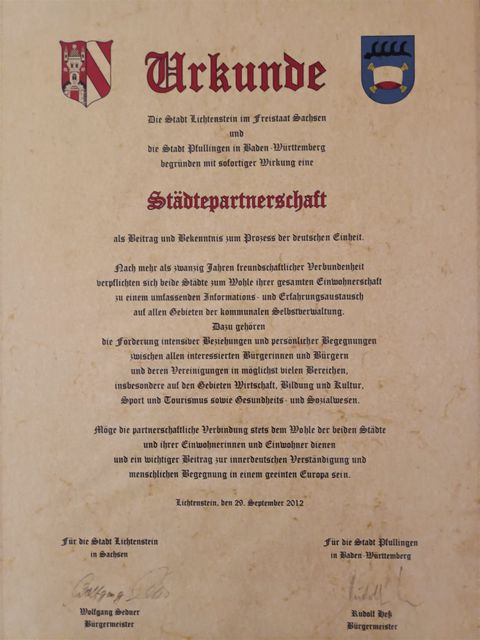 Urkunde
Die Stadt Lichtenstein im Freistaat Sachsen
und
die Stadt Pfullingen in Baden-Württemberg
begründen mit sofortiger Wirkung eine
Städtepartnerschaft
als Beitrag und Bekenntnis zum Prozess der deutschen Einheit.
Nach mehr als zwanzig Jahren freundschaftlicher Verbundenheit
verpflichten sich beide Städte zum Wohle ihrer gesamten Einwohnerschaft
zu einem umfassenden Informations- und Erfahrungsaustausch
auf allen Gebieten der kommunalen Selbstverwaltung.
Dazu gehören
die Förderung intensiver Beziehungen und persönlicher Begegnungen
zwischen allen interessierten Bürgerinnen und Bürgern
und deren Vereinigungen in möglichst vielen Bereichen,
insbesondere auf den Gebieten Wirtschaft, Bildung und Kultur,
Sport und Tourismus sowie Gesundheits- und Sozialwesen.
Möge die partnerschaftliche Verbindung stets dem Wohle der beiden Städte
und ihrer Einwohnerinnen und Einwohner dienen
und ein wichtiger Beitrag zur innerdeutschen Verständigung und
menschlichen Begegnung in einem geeinten Europa sein.
Lichtenstein, den 29. September 2012
Für die Stadt Lichtenstein
in Sachsen
Wolfgang
Wolfgang Sedner
Bürgermeister
Für die Stadt Pfullingen
in Baden-Württemberg
Rudolf
Rudolf Heß
Bürgermeister